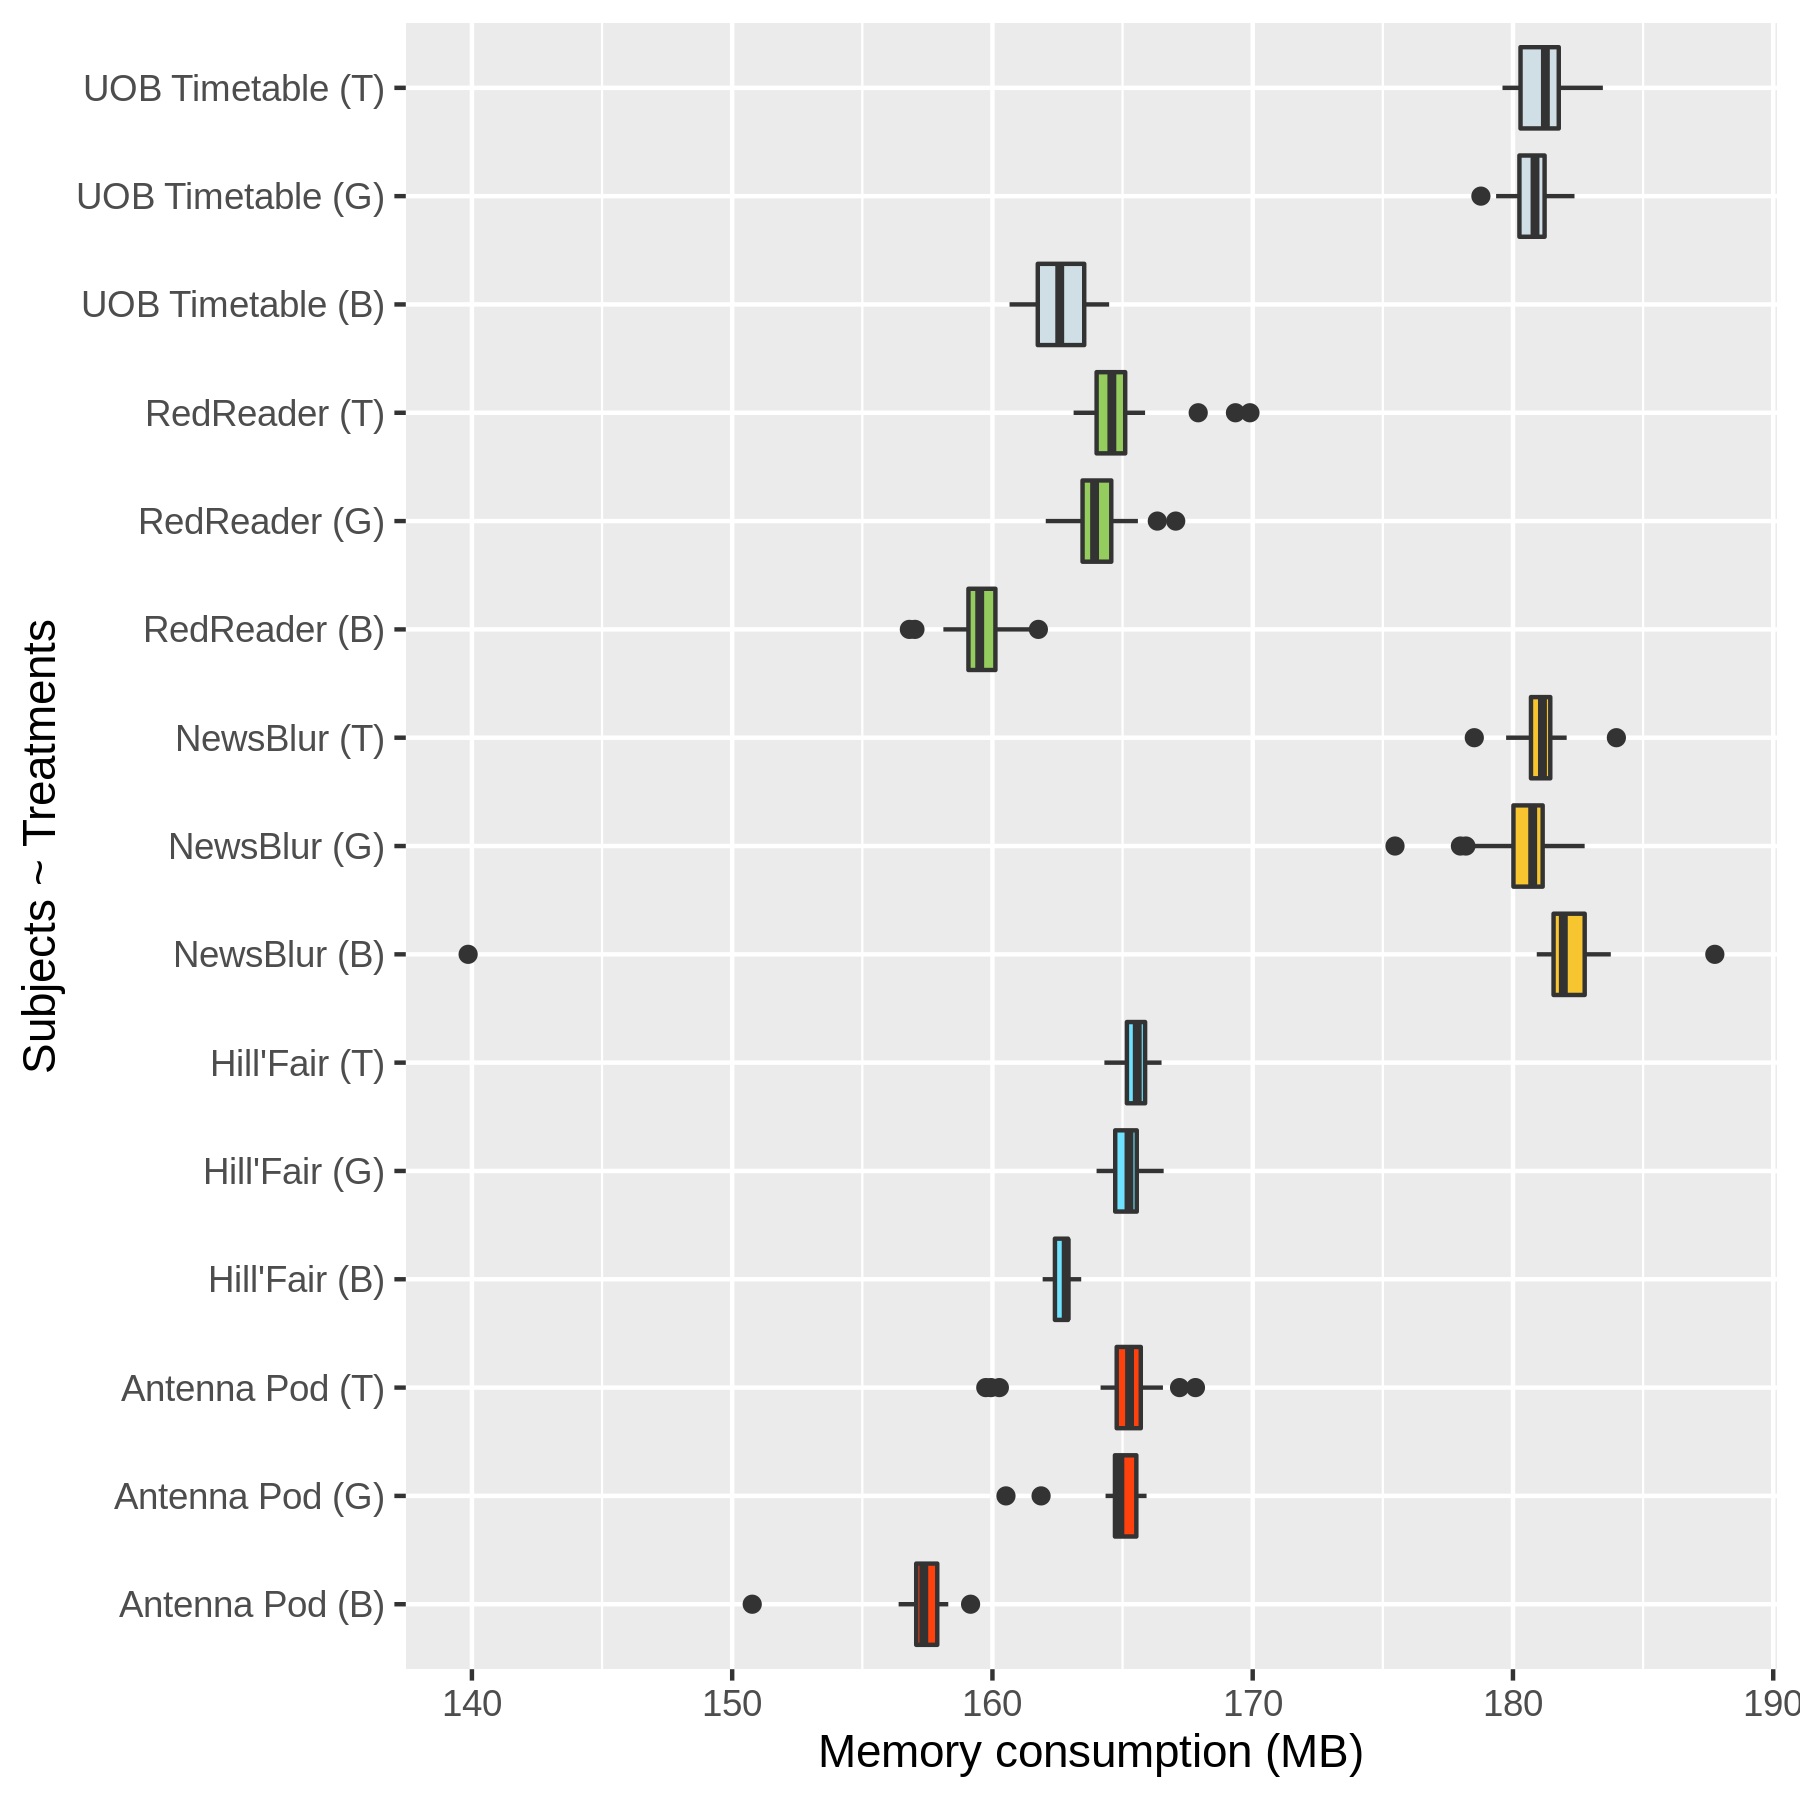 UOB Timetable (T)
UOB Timetable (G)
UOB Timetable (B)
RedReader (T)
RedReader (G)
RedReader (B)
NewsBlur (T)
NewsBlur (G)
NewsBlur (B)
Hill'Fair (T)
Hill'Fair (G)
Hill'Fair (B)
Antenna Pod (T)
Antenna Pod (G)
Antenna Pod (B)
Subjects ~ Treatments
140 150 160 170 180 190
Memory consumption (MB)